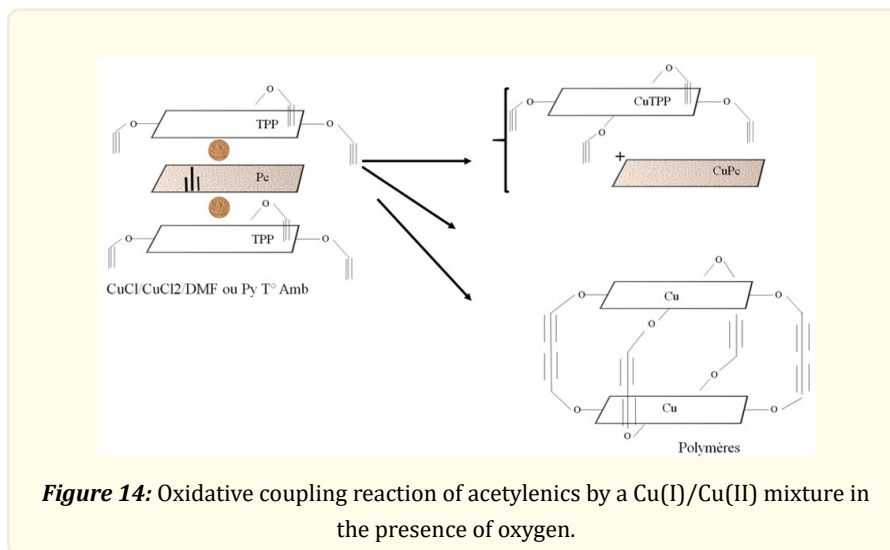 O
O
TPP
O
Pc
O
O
TPP
O
CuCl/CuCl2/DMF ou Py T° Amb
O
O
CuTPP
O
O
+
CuPc
O
O
Cu
O
O
O
O
Cu
O
O
Polymères
Figure 14: Oxidative coupling reaction of acetylenics by a Cu(I)/Cu(II) mixture in
the presence of oxygen.